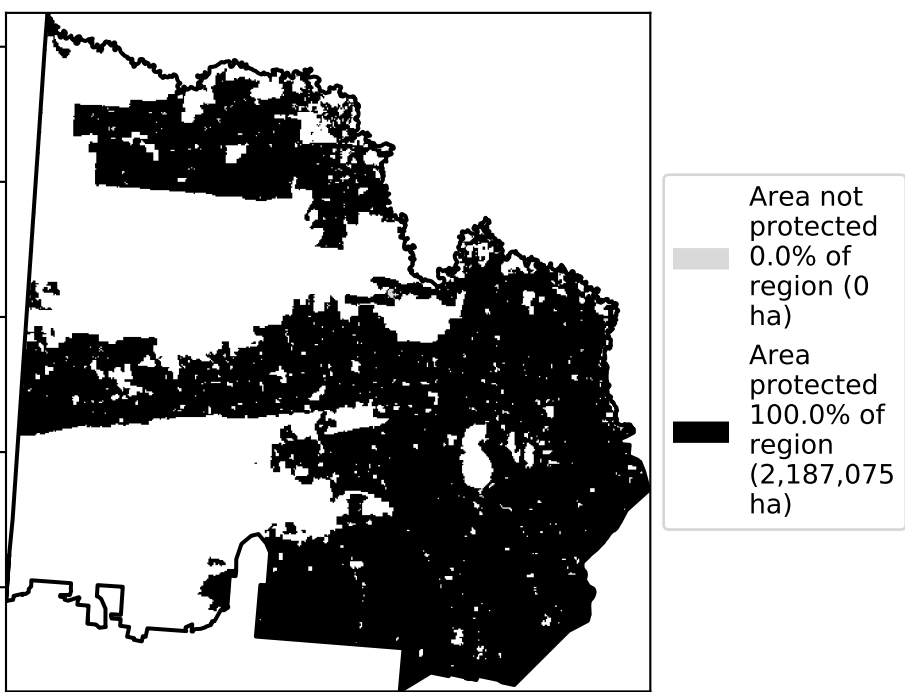 Area not
protected
0.0% of
region (0
ha)
Area
protected
100.0% of
region
(2,187,075
ha)